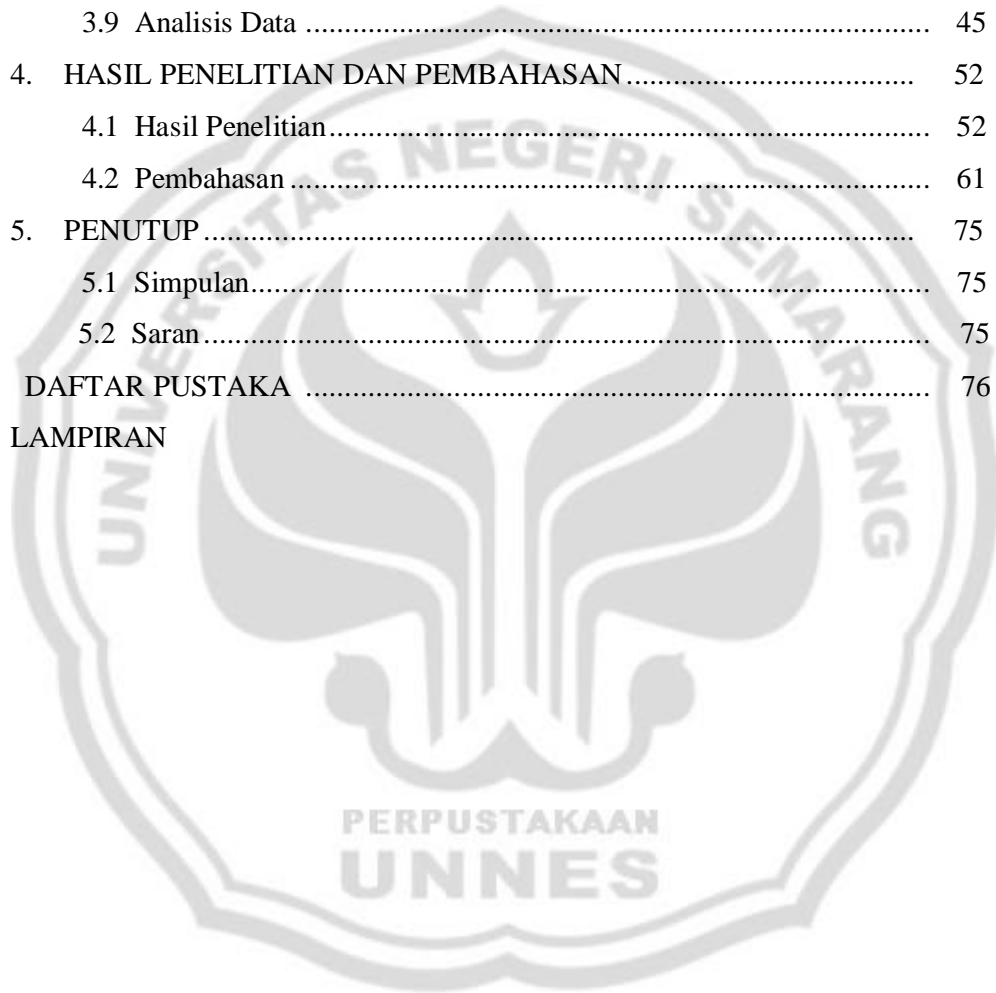 3.9 Analisis Data .................................................................................. 45
4. HASIL PENELITIAN DAN PEMBAHASAN ...................................... 52
4.1 Hasil Penelitian ............................................................................... 52
4.2 Pembahasan .................................................................................... 61
5. PENUTUP ............................................................................................. 75
5.1 Simpulan ......................................................................................... 75
5.2 Saran ............................................................................................... 75
DAFTAR PUSTAKA .................................................................................. 76
LAMPIRAN
UNIVERSITAS NEGERI SEMARANG
PERPUSTAKAAN
UNNES